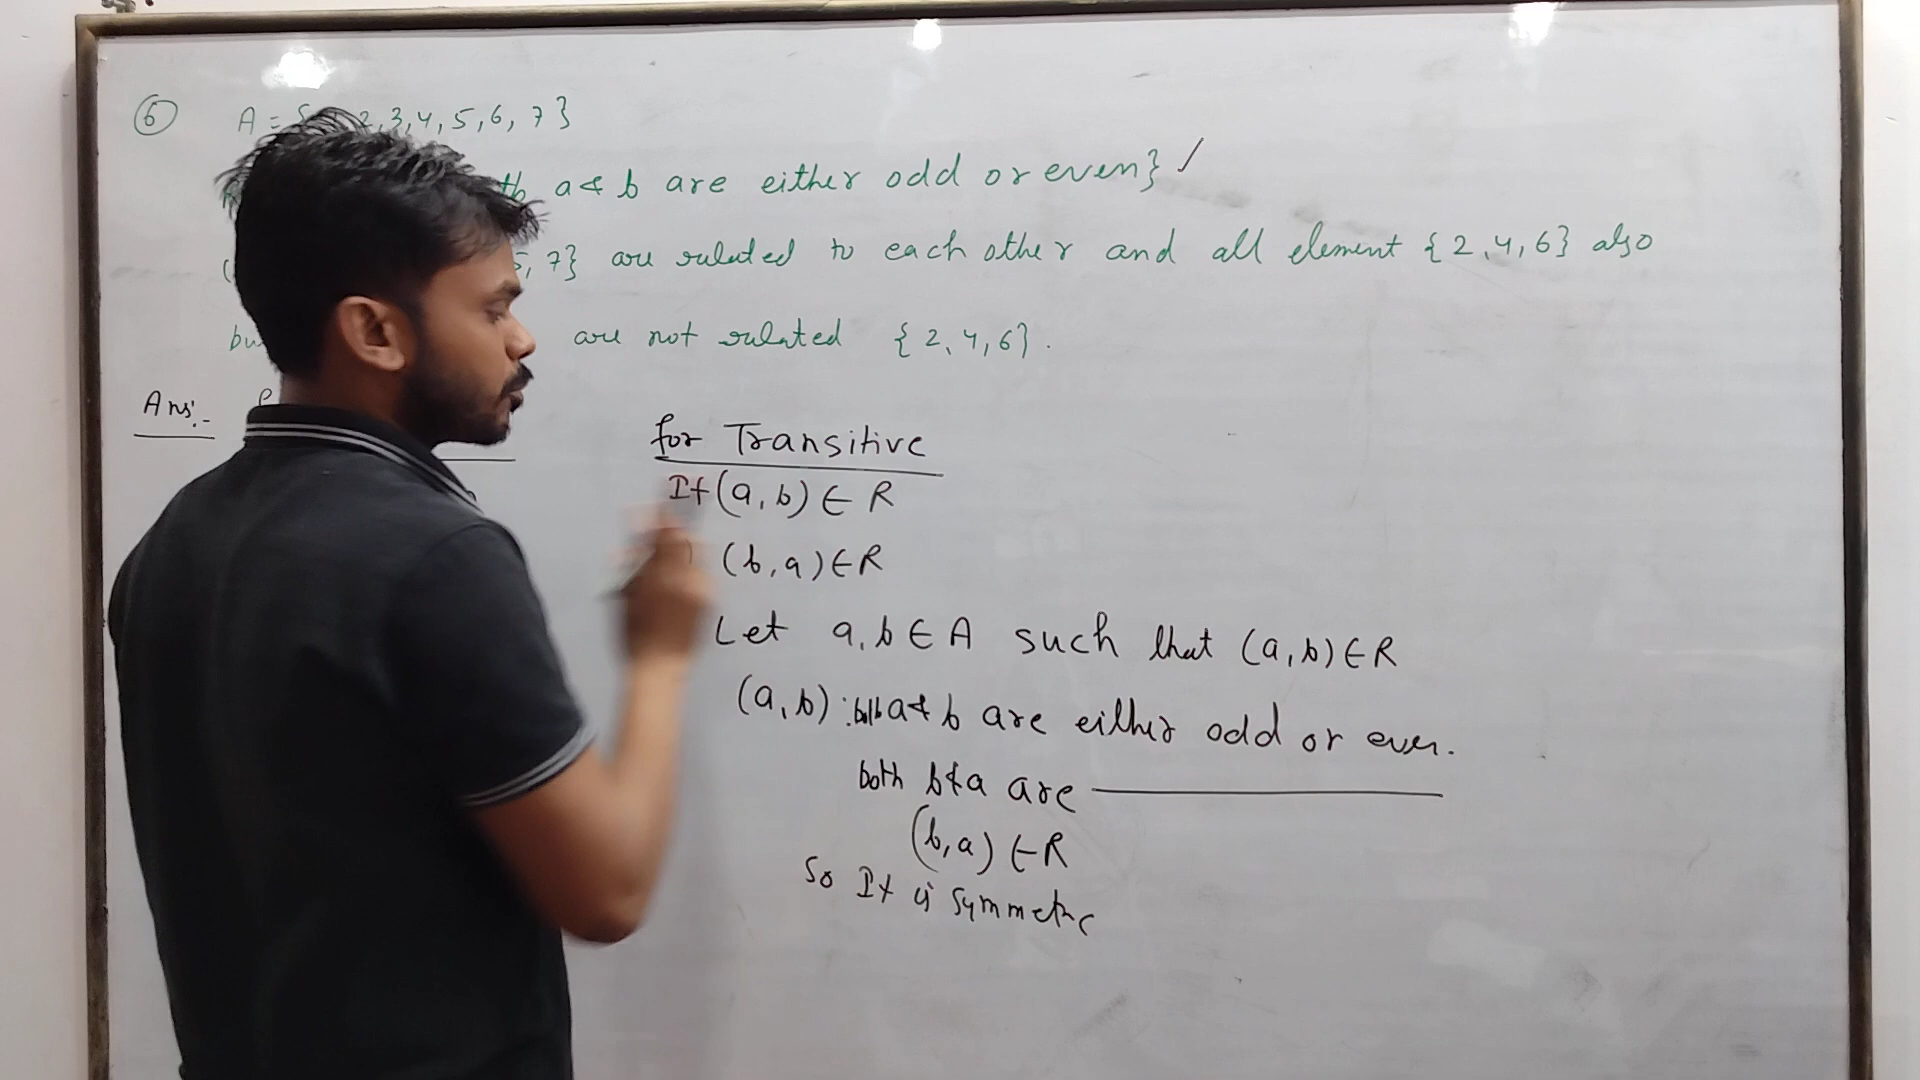 6 A = { 2, 3, 4, 5, 6, 7 }
a & b are either odd or even} /
5, 7} are related to each other and all element { 2, 4, 6} also
are not related { 2, 4, 6} .
Ans:-
for Transitive
If (a, b) ∈ R
(b, a) ∈ R
Let a, b ∈ A such that (a, b) ∈ R
(a, b) : both a & b are either odd or even.
both b & a are ————
(b, a) ∈ R
So It is symmetric